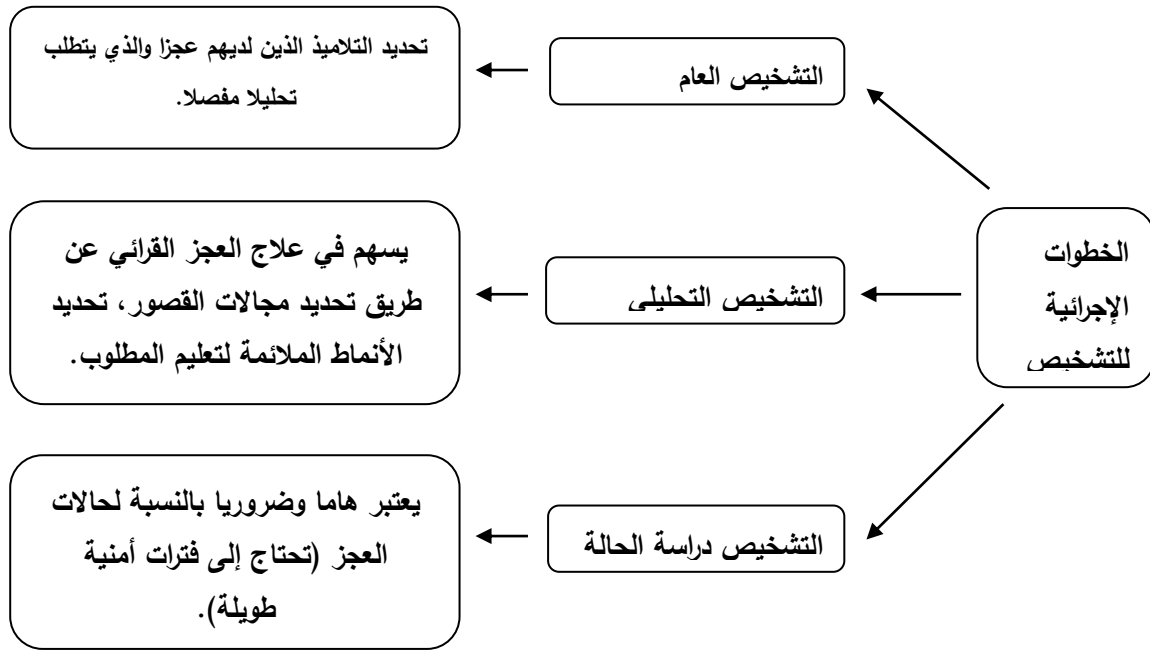 الخطوات
الإجرائية
للتشخيص
التشخيص العام
تحديد التلاميذ الذين لديهم عجزا والذي يتطلب
تحليلا مفصلا.
التشخيص التحليلي
يسهم في علاج العجز القرائي عن
طريق تحديد مجالات القصور، تحديد
الأنماط الملائمة لتعليم المطلوب.
التشخيص دراسة الحالة
يعتبر هاما وضروريا بالنسبة لحالات
العجز (تحتاج إلى فترات أمنية
طويلة).